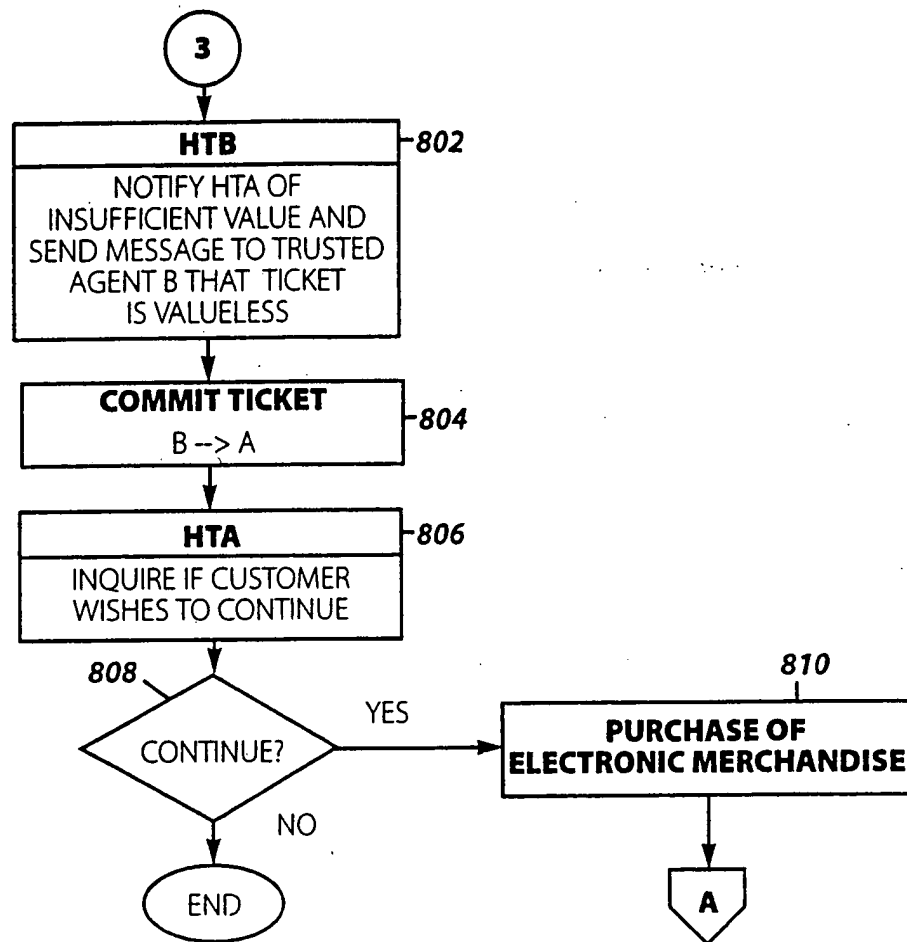 3
HTB
802
NOTIFY HTA OF
INSUFFICIENT VALUE AND
SEND MESSAGE TO TRUSTED
AGENT B THAT TICKET
IS VALUELESS
COMMIT TICKET
804
B --> A
HTA
806
INQUIRE IF CUSTOMER
WISHES TO CONTINUE
808
810
YES
CONTINUE?
PURCHASE OF
ELECTRONIC MERCHANDISE
NO
END
A